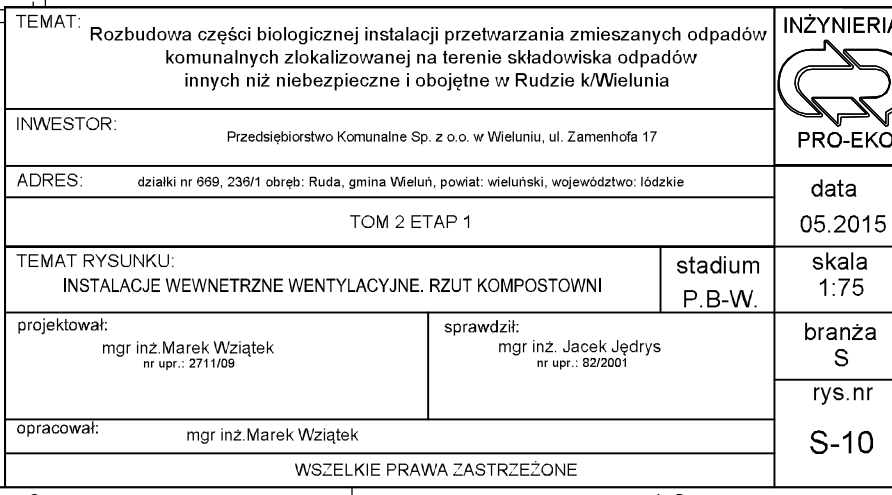 TEMAT:
Rozbudowa części biologicznej instalacji przetwarzania zmieszanych odpadów
komunalnych zlokalizowanej na terenie składowiska odpadów
innych niż niebezpieczne i obojętne w Rudzie k/Wielunia
INŻYNIERIA
PRO-EKO
INWESTOR:
Przedsiębiorstwo Komunalne Sp. z o.o. w Wieluniu, ul. Zamenhofa 17
ADRES:
działki nr 669, 236/1 obręb: Ruda, gmina Wieluń, powiat: wieluński, województwo: lódzkie
TOM 2 ETAP 1
data
05.2015
TEMAT RYSUNKU:
INSTALACJE WEWNETRZNE WENTYLACYJNE. RZUT KOMPOSTOWNI
stadium
P.B-W.
skala
1:75
projektował:
mgr inż.Marek Wziątek
nr upr.: 2711/09
sprawdził:
mgr inż. Jacek Jędrys
nr upr.: 82/2001
branża
S
opracował:
mgr inż.Marek Wziątek
rys.nr
S-10
WSZELKIE PRAWA ZASTRZEŻONE